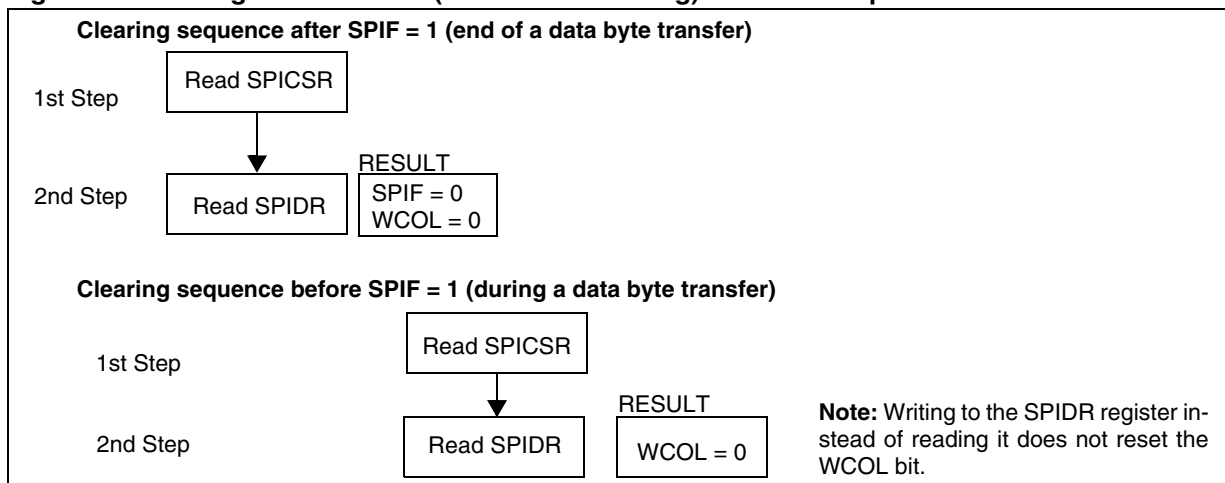 Clearing sequence after SPIF = 1 (end of a data byte transfer)
1st Step
Read SPICSR
RESULT
2nd Step
Read SPIDR
SPIF = 0
WCOL = 0
Clearing sequence before SPIF = 1 (during a data byte transfer)
1st Step
Read SPICSR
RESULT
2nd Step
Read SPIDR
WCOL = 0
Note: Writing to the SPIDR register in-
stead of reading it does not reset the
WCOL bit.